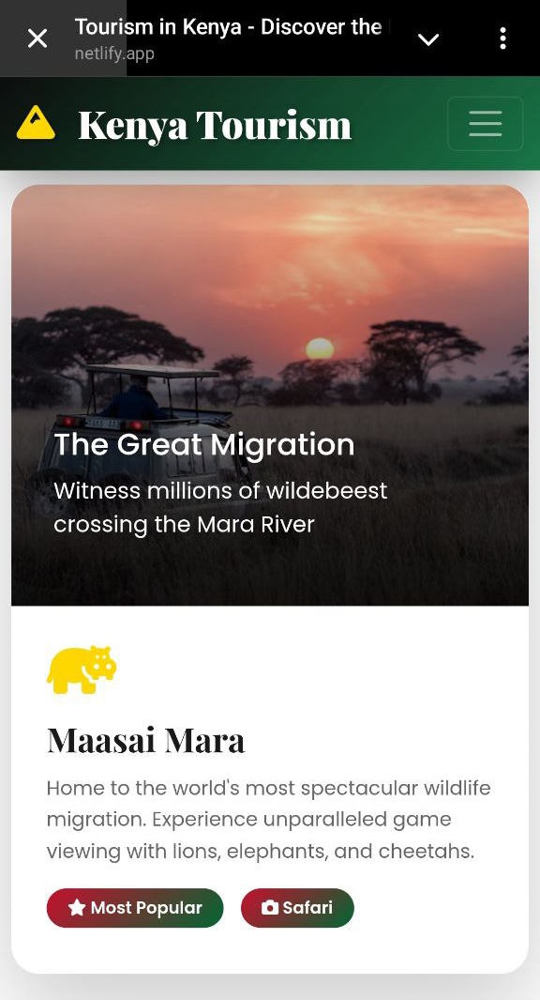 Tourism in Kenya - Discover the
netlify.app
Kenya Tourism
The Great Migration
Witness millions of wildebeest
crossing the Mara River
Maasai Mara
Home to the world's most spectacular wildlife
migration. Experience unparalleled game
viewing with lions, elephants, and cheetahs.
Most Popular
Safari